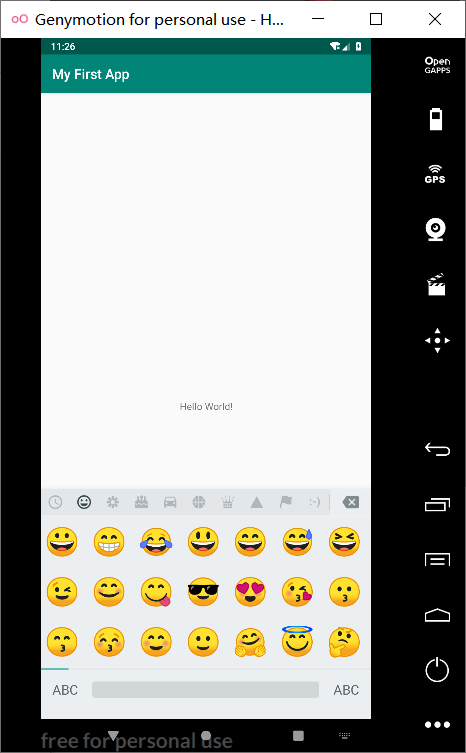 Genymotion for personal use - H...
11:26
Open
GAPPS
My First App
GPS
Hello World!
:-)
ABC
ABC
free for personal use